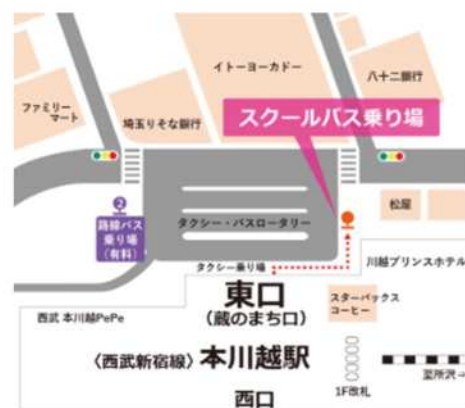 イトーヨーカドー
八十二銀行
ファミリー
マート
埼玉りそな銀行
スクールバス乗り場
2
路線バス
乗り場
(有料)
タクシー・バスロータリー
松屋
タクシー乗り場
川越プリンスホテル
東口
(蔵のまち口)
スターバックス
コーヒー
西武 本川越PePe
〈西武新宿線〉本川越駅
1F改札
至所沢→
西口